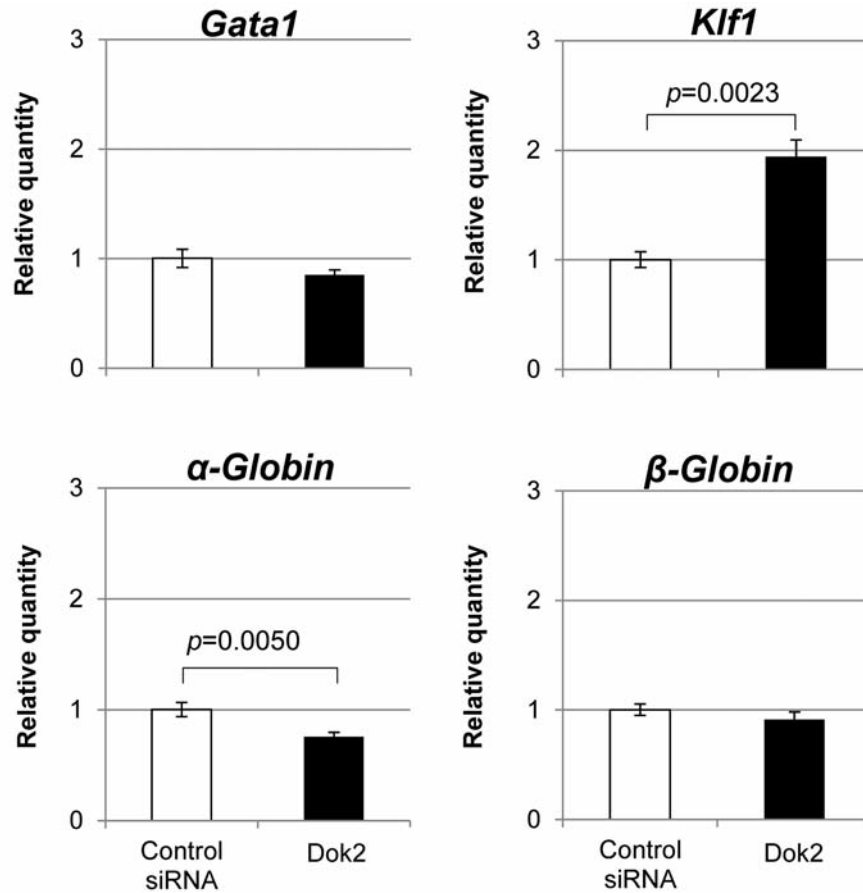 Gata1
3
2
1
0
Relative quantity
Klf1
3
2
1
0
Relative quantity
p=0.0023
α-Globin
3
2
1
0
Relative quantity
p=0.0050
Control
siRNA
Dok2
β-Globin
3
2
1
0
Relative quantity
Control
siRNA
Dok2